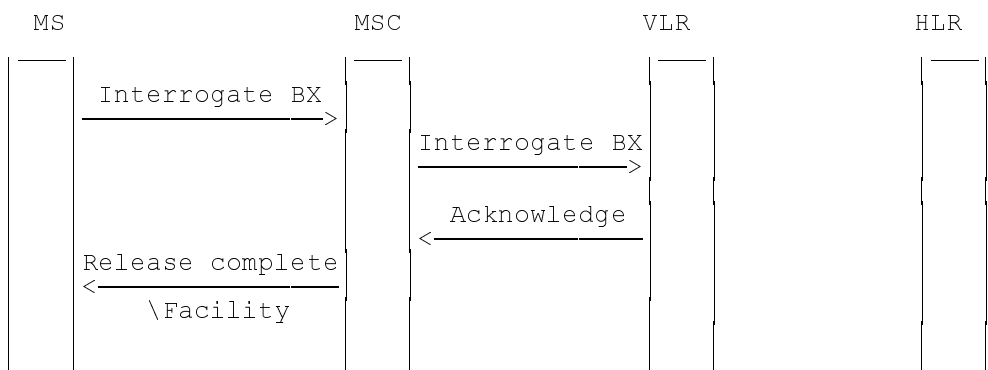 MS MSC VLR HLR
Interrogate BX
Interrogate BX
Acknowledge
Release complete
\Facility